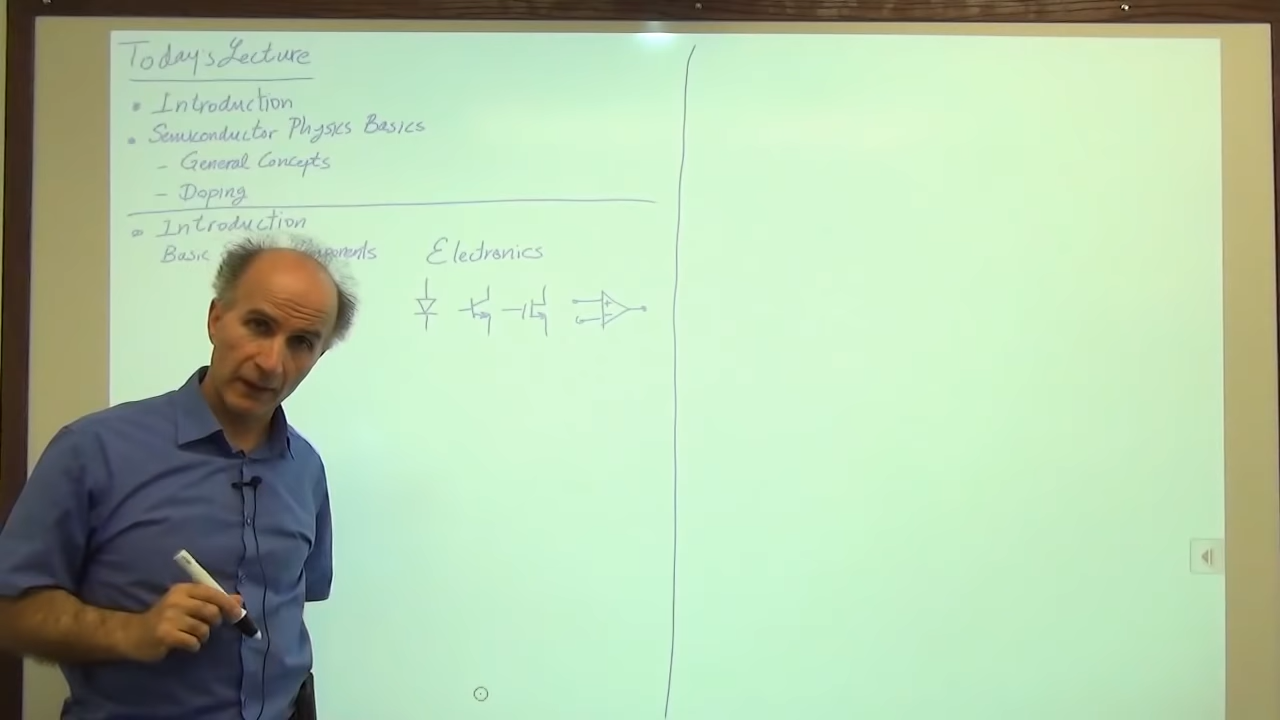 Today's Lecture
• Introduction
• Semiconductor Physics Basics
- General Concepts
- Doping
• Introduction
Basic
Electronics
+
-